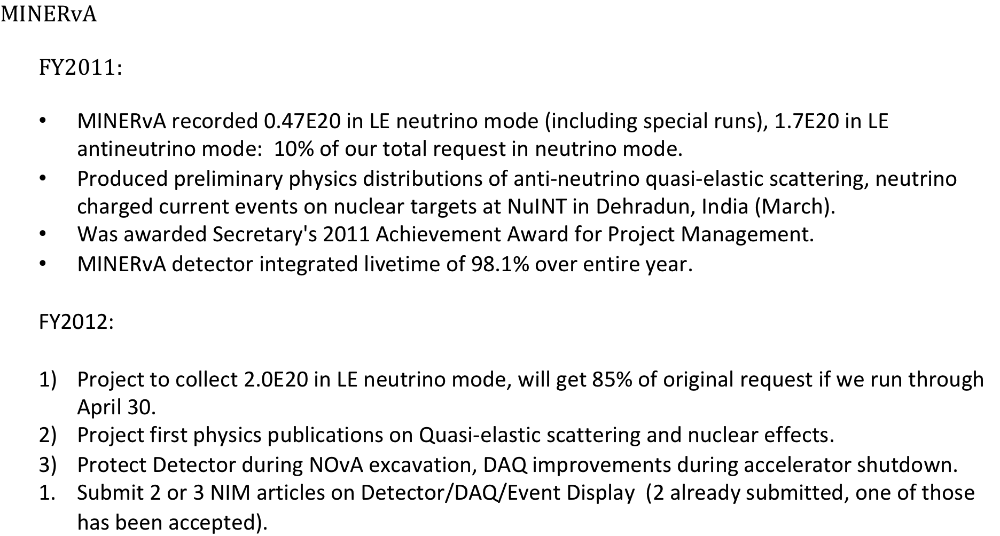 MINERvA
FY2011:
• MINERvA recorded 0.47E20 in LE neutrino mode (including special runs), 1.7E20 in LE
antineutrino mode:  10% of our total request in neutrino mode.
• Produced preliminary physics distributions of anti-neutrino quasi-elastic scattering, neutrino
charged current events on nuclear targets at NuINT in Dehradun, India (March).
• Was awarded Secretary's 2011 Achievement Award for Project Management.
• MINERvA detector integrated livetime of 98.1% over entire year.
FY2012:
1) Project to collect 2.0E20 in LE neutrino mode, will get 85% of original request if we run through
April 30.
2) Project first physics publications on Quasi-elastic scattering and nuclear effects.
3) Protect Detector during NOvA excavation, DAQ improvements during accelerator shutdown.
1. Submit 2 or 3 NIM articles on Detector/DAQ/Event Display  (2 already submitted, one of those
has been accepted).